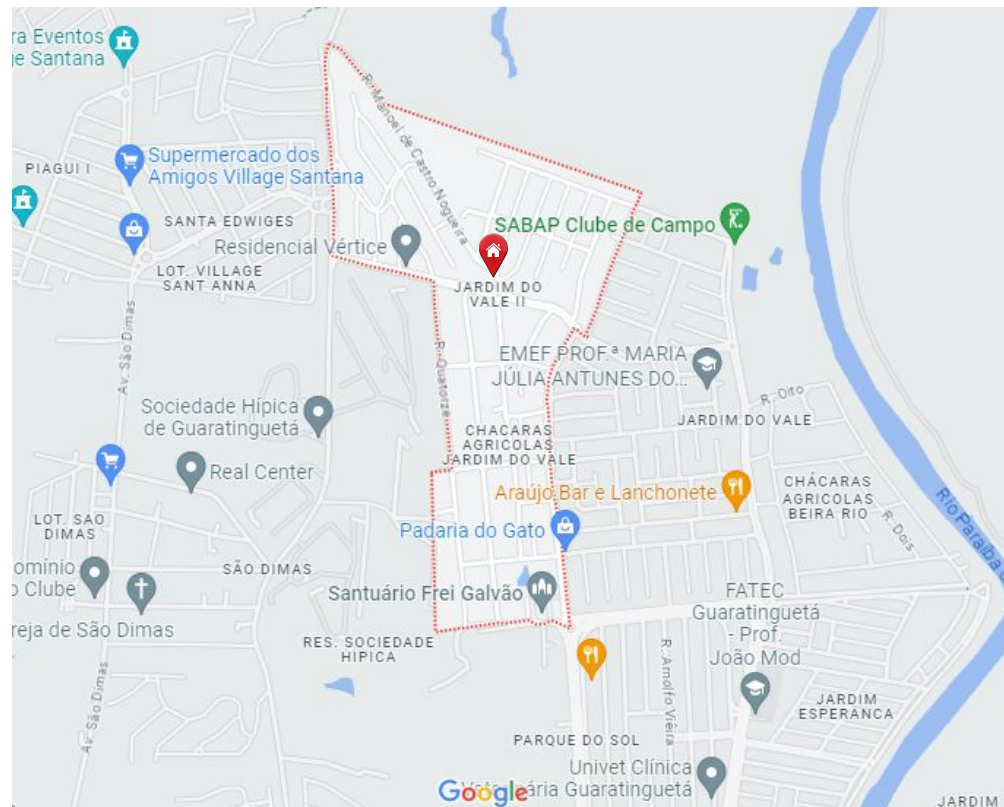 ra Eventos
ge Santana
R. Manoel de Castro Nogueira
PIAGUI I
Supermercado dos
Amigos Village Santana
SANTA EDWIGES
Residencial Vértice
SABAP Clube de Campo
LOT. VILLAGE
SANT ANNA
JARDIM DO
VALE II
Av. São Dimas
R. Quatorze
EMEF PROF.ª MARIA
JÚLIA ANTUNES DO...
R. Oito
Sociedade Hípica
de Guaratinguetá
JARDIM DO VALE
CHACARAS
AGRICOLAS
JARDIM DO VALE
Real Center
Araújo Bar e Lanchonete
CHÁCARAS
AGRICOLAS
BEIRA RIO
Rio Paraíba
R. Dois
LOT. SAO
DIMAS
Padaria do Gato
omínio
o Clube
SÃO DIMAS
Santuário Frei Galvão
FATEC
Guaratinguetá
- Prof.
João Mod
reja de São Dimas
RES. SOCIEDADE
HIPICA
R. Arnolfo Viêira
Av. São Dimas
JARDIM
ESPERANCA
PARQUE DO SOL
Univet Clínica
ária Guaratinguetá
Google
JARDIM